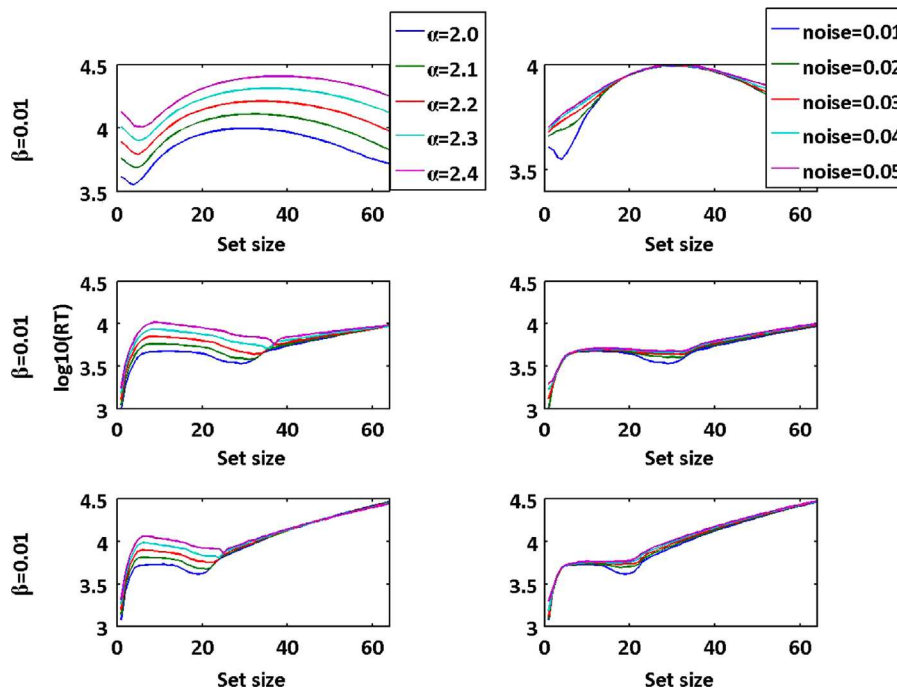 α=2.0
α=2.1
α=2.2
α=2.3
α=2.4
noise=0.01
noise=0.02
noise=0.03
noise=0.04
noise=0.05
β=0.01
4.5
4
3.5
0 20 40 60
Set size
4
3.5
0 20 40 60
Set size
β=0.01
log10(RT)
4.5
4
3.5
3
0 20 40 60
Set size
4.5
4
3.5
3
0 20 40 60
Set size
β=0.01
4.5
4
3.5
3
0 20 40 60
Set size
4.5
4
3.5
3
0 20 40 60
Set size